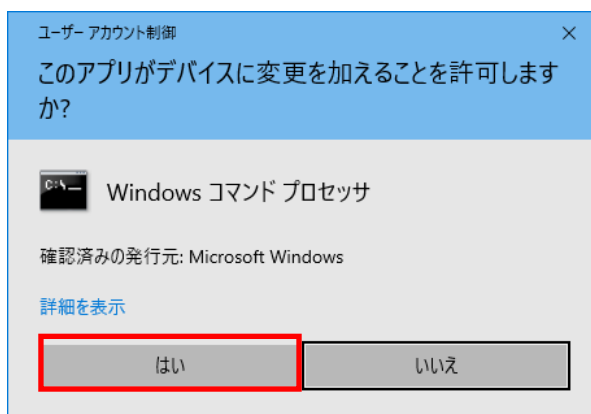 ユーザー アカウント制御
このアプリがデバイスに変更を加えることを許可します
か?
C:\_
Windows コマンド プロセッサ
確認済みの発行元: Microsoft Windows
詳細を表示
はい
いいえ